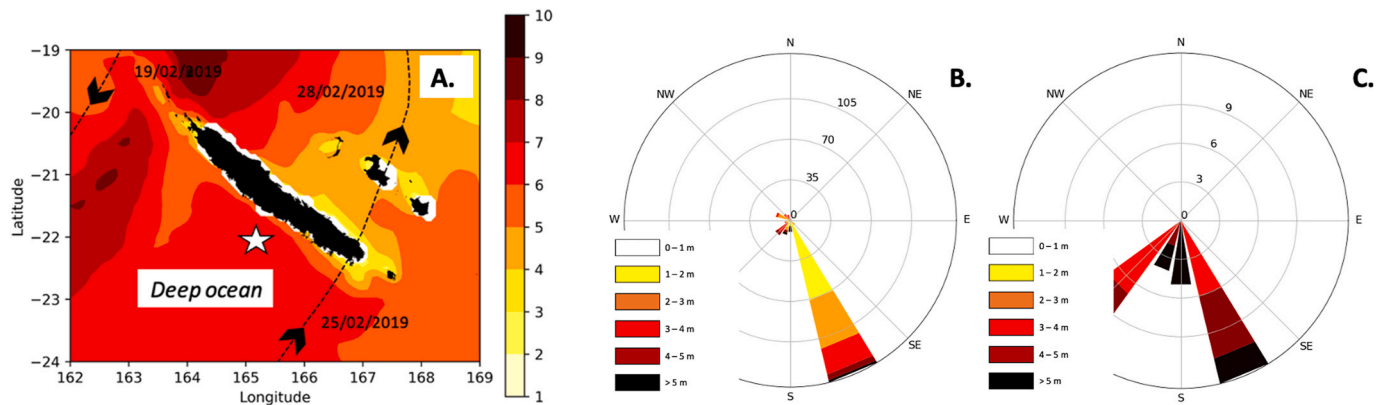 A.
19/02/2019
28/02/2019
25/02/2019
Deep ocean
−19
−20
−21
−22
−23
−24
Latitude
162 163 164 165 166 167 168 169
Longitude
10
9
8
7
6
5
4
3
2
1
B.
N
NE
E
SE
S
W
NW
105
70
35
0
0 – 1 m
1 – 2 m
2 – 3 m
3 – 4 m
4 – 5 m
> 5 m
C.
N
NE
E
SE
S
W
NW
9
6
3
0
0 – 1 m
1 – 2 m
2 – 3 m
3 – 4 m
4 – 5 m
> 5 m